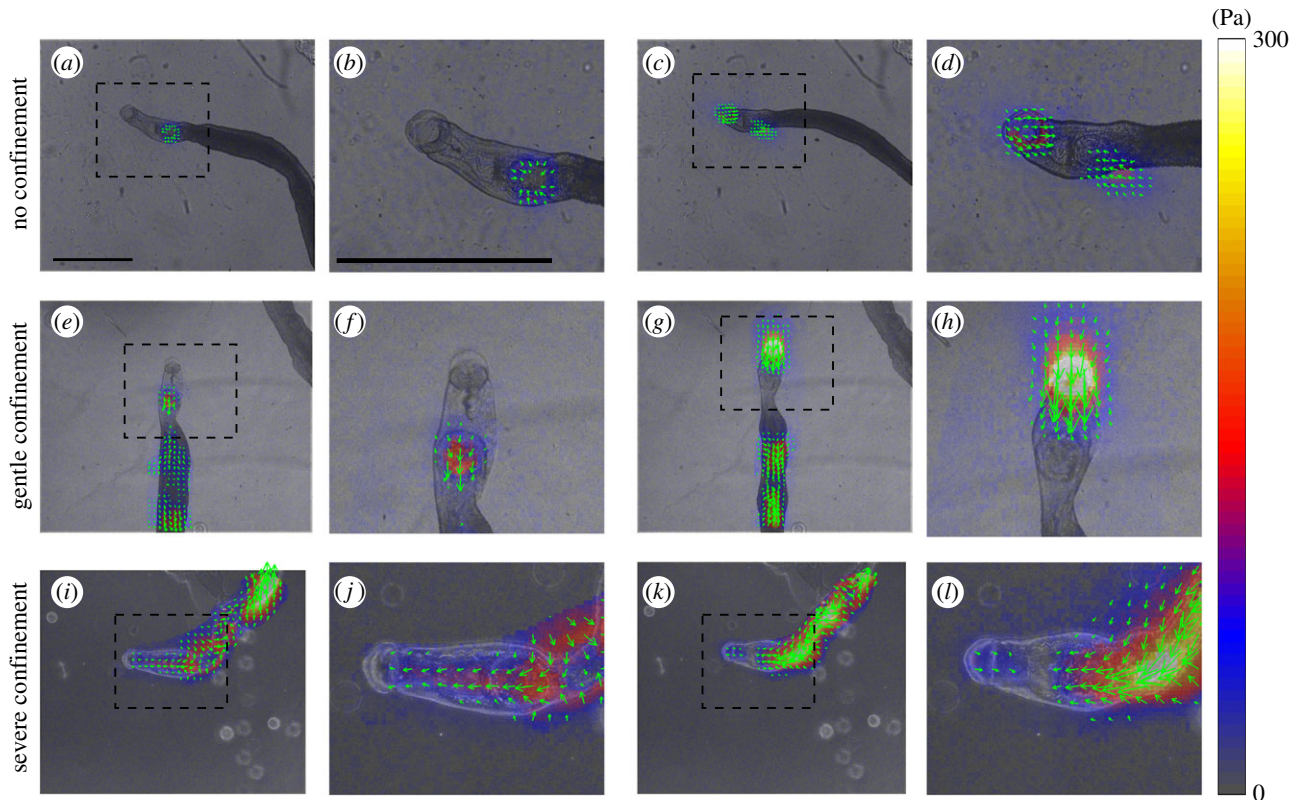 (Pa)
300
no confinement
(a)
(b)
(c)
(d)
gentle confinement
(e)
(f)
(g)
(h)
severe confinement
(i)
(j)
(k)
(l)
0